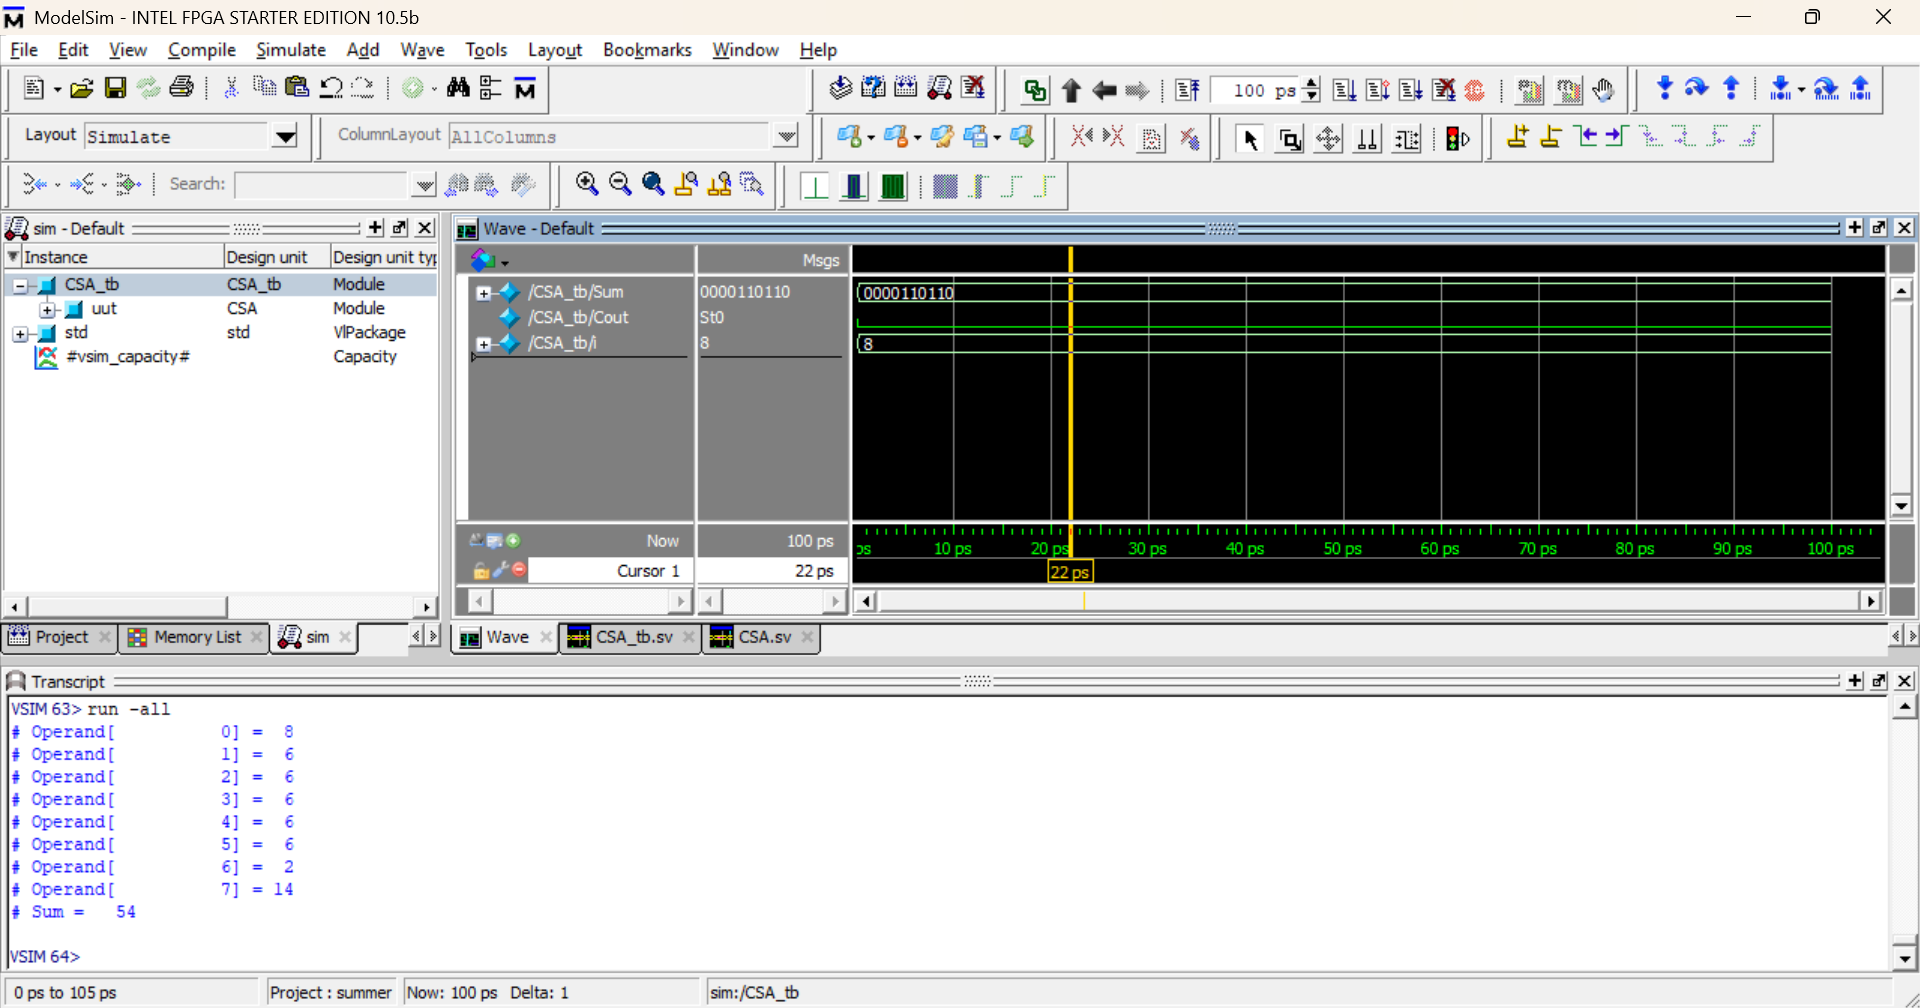 ModelSim - INTEL FPGA STARTER EDITION 10.5b
File Edit View Compile Simulate Add Wave Tools Layout Bookmarks Window Help
100 ps
Layout Simulate ColumnLayout AllColumns
Search:
sim - Default
Instance Design unit Design unit typ
CSA_tb CSA_tb Module
uut CSA Module
std std VlPackage
#vsim_capacity# Capacity
Project Memory List sim
Wave - Default
Msgs
/CSA_tb/Sum 0000110110 0000110110
/CSA_tb/Cout St0
/CSA_tb/i 8 8
Now 100 ps
ps 10 ps 20 ps 30 ps 40 ps 50 ps 60 ps 70 ps 80 ps 90 ps 100 ps
Cursor 1 22 ps 22 ps
Wave CSA_tb.sv CSA.sv
Transcript
VSIM 63> run -all
# Operand[ 0] = 8
# Operand[ 1] = 6
# Operand[ 2] = 6
# Operand[ 3] = 6
# Operand[ 4] = 6
# Operand[ 5] = 6
# Operand[ 6] = 2
# Operand[ 7] = 14
# Sum = 54
VSIM 64>
0 ps to 105 ps Project : summer Now: 100 ps Delta: 1 sim:/CSA_tb